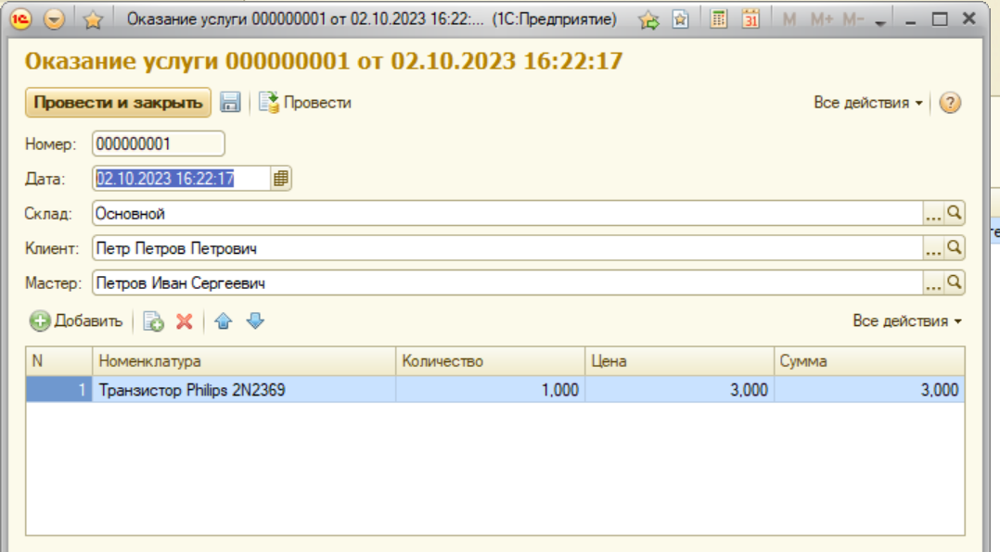 Оказание услуги 000000001 от 02.10.2023 16:22:... (1С:Предприятие) M M+ M-
Оказание услуги 000000001 от 02.10.2023 16:22:17
Провести и закрыть Провести Все действия
Номер: 000000001
Дата: 02.10.2023 16:22:17
Склад: Основной ...
Клиент: Петр Петров Петрович ...
Мастер: Петров Иван Сергеевич ...
Добавить Все действия
N Номенклатура Количество Цена Сумма
1 Транзистор Philips 2N2369 1,000 3,000 3,000